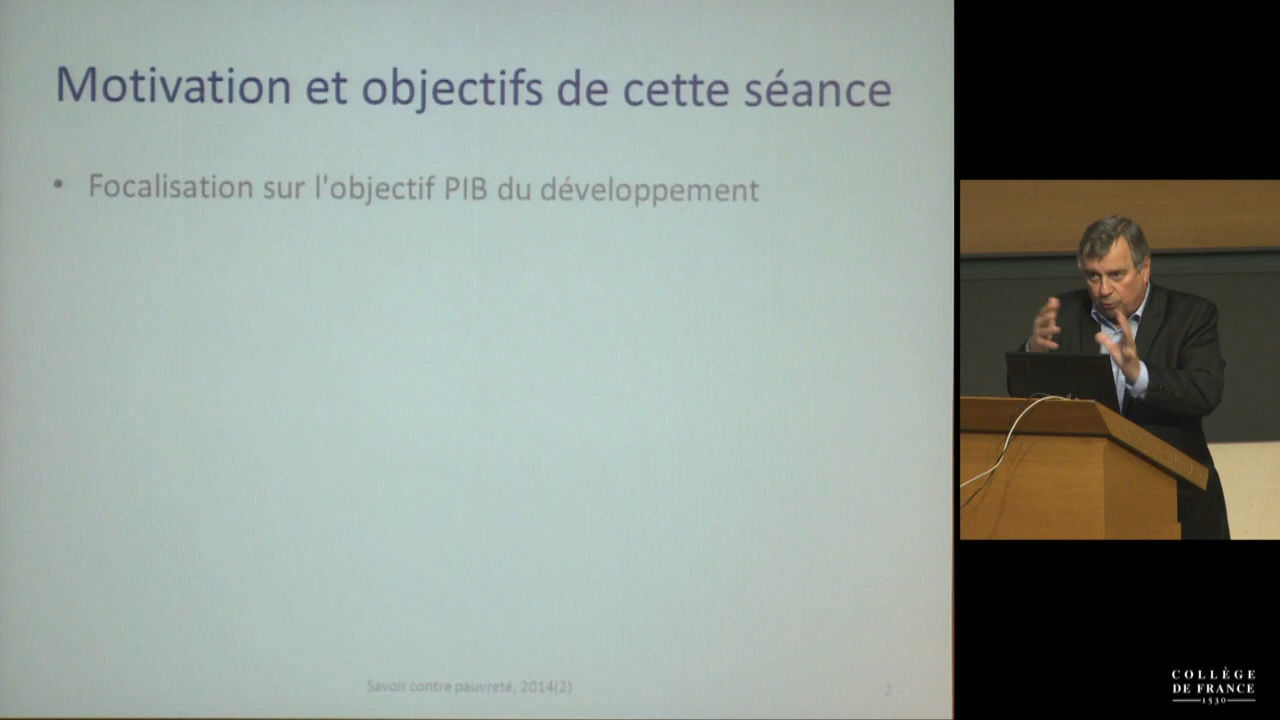 Motivation et objectifs de cette séance
• Focalisation sur l'objectif PIB du développement
Savoir contre pauvreté, 2014(2)
2
COLLÈGE
DE FRANCE
1530